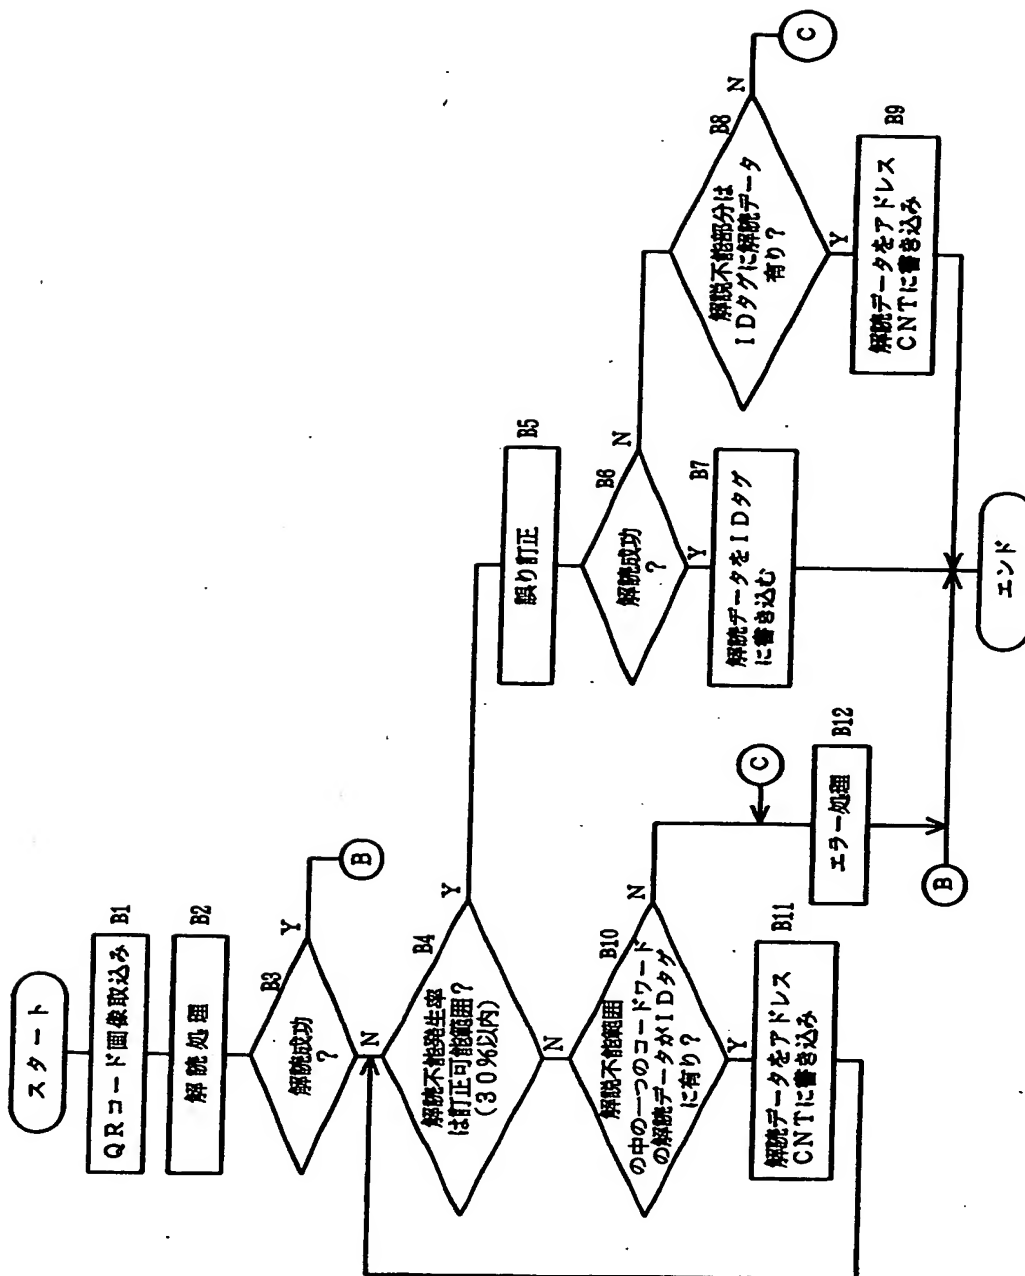 スタート
QRコード画像取込み
B1
解読処理
B2
解読成功
?
B3
Y
B
N
解読不能発生率
は訂正可能範囲?
(30%以内)
B4
Y
N
誤り訂正
B5
解読成功
?
B6
N
Y
解読データをIDタグ
に書き込む
B7
解説不能部分は
IDタグに解読データ
有り?
B8
N
C
Y
解読データをアドレス
CNTに書き込み
B9
解説不能範囲
の中の一つのコードワード
の解読データがIDタグ
に有り?
B10
N
Y
解読データをアドレス
CNTに書き込み
B11
C
エラー処理
B12
B
エンド